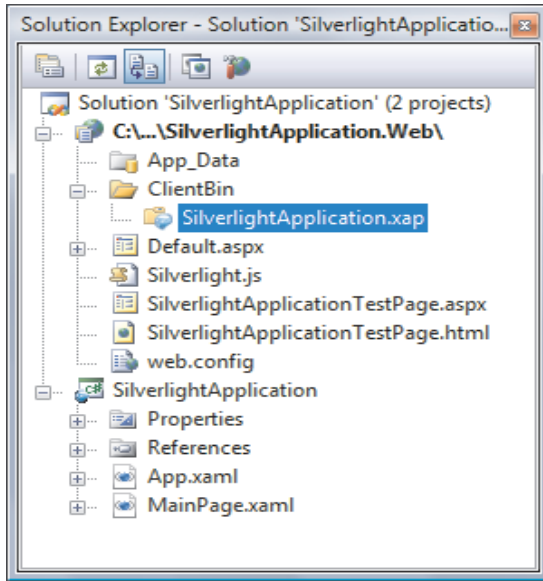 Solution Explorer - Solution 'SilverlightApplicatio...
Solution 'SilverlightApplication' (2 projects)
C:\...\SilverlightApplication.Web\
App_Data
ClientBin
SilverlightApplication.xap
Default.aspx
Silverlight.js
SilverlightApplicationTestPage.aspx
SilverlightApplicationTestPage.html
web.config
SilverlightApplication
Properties
References
App.xaml
MainPage.xaml